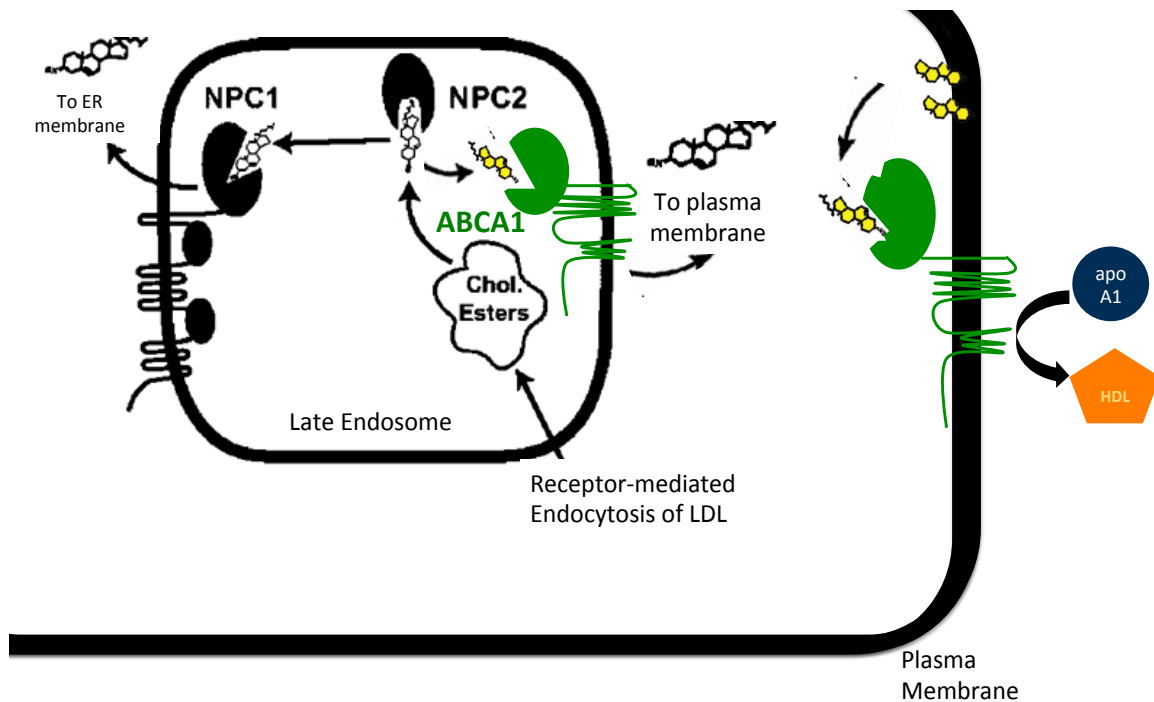 To ER
membrane
NPC1
NPC2
ABCA1
Chol.
Esters
To plasma
membrane
Late Endosome
Receptor-mediated
Endocytosis of LDL
apo
A1
HDL
Plasma
Membrane